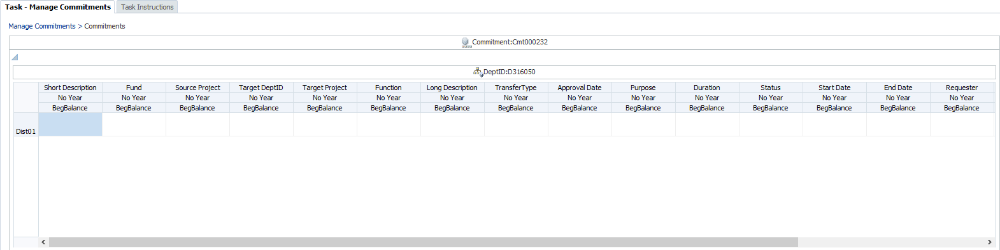 Task - Manage Commitments Task Instructions
Manage Commitments > Commitments
Commitment:Cmt000232
DeptID:D316050
Short Description Fund Source Project Target DeptID Target Project Function Long Description TransferType Approval Date Purpose Duration Status Start Date End Date Requester
No Year No Year No Year No Year No Year No Year No Year No Year No Year No Year No Year No Year No Year No Year No Year
BegBalance BegBalance BegBalance BegBalance BegBalance BegBalance BegBalance BegBalance BegBalance BegBalance BegBalance BegBalance BegBalance BegBalance BegBalance
Dist01